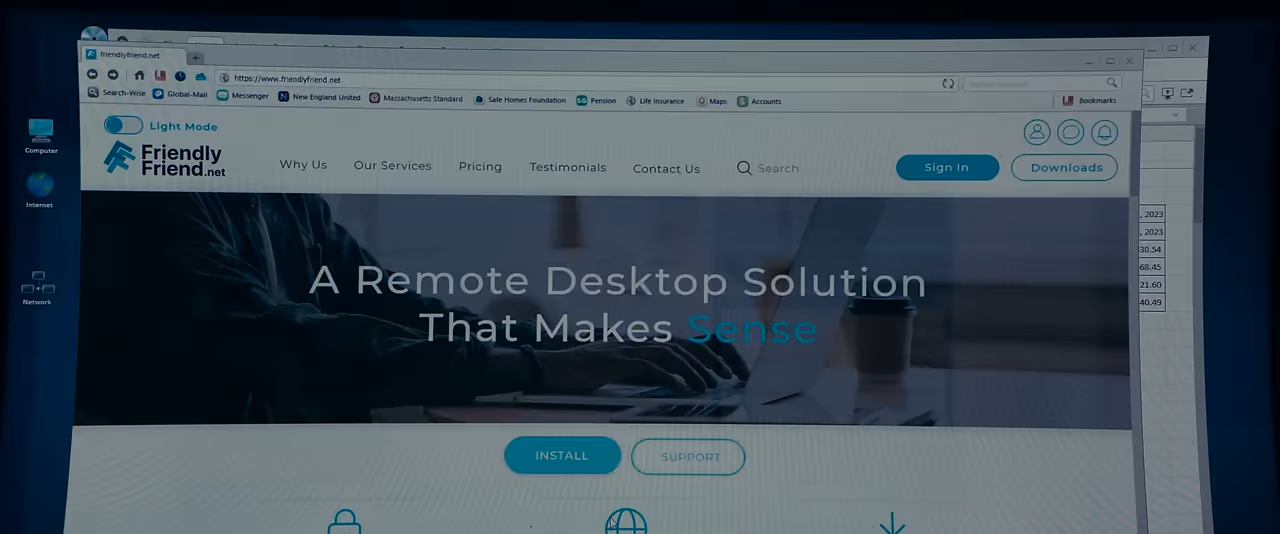 friendlyfriend.net
https://www.friendlyfriend.net
Search-Wise Global-Mail Messenger New England United Massachusetts Standard Safe Homes Foundation Pension Life Insurance Maps Accounts Bookmarks
Light Mode
Friendly
Friend.net
Why Us Our Services Pricing Testimonials Contact Us Search Sign In Downloads
A Remote Desktop Solution
That Makes Sense
INSTALL SUPPORT
Computer
Internet
Network
, 2023
, 2023
30.54
68.45
21.60
40.49